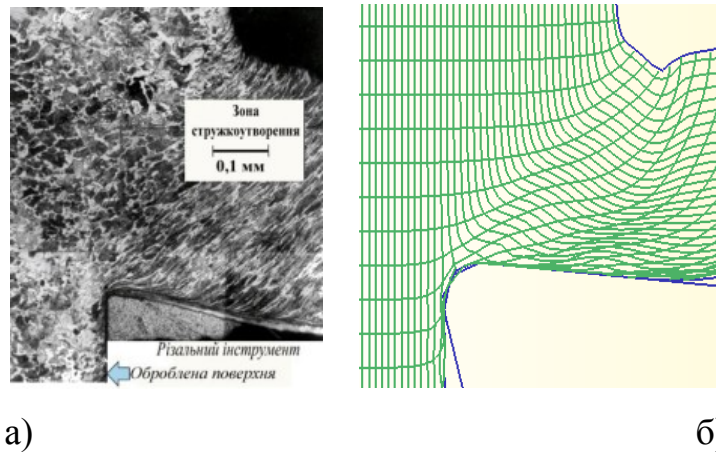 Зона
стружкоутворення
0,1 мм
Різальний інструмент
Оброблена поверхня
а)
б)